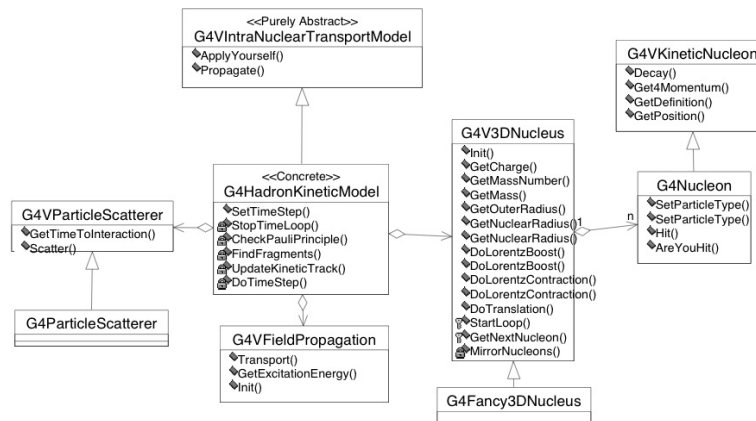 <<Purely Abstract>>
G4VIntraNuclearTransportModel
ApplyYourself()
Propagate()
G4VKineticNucleon
Decay()
Get4Momentum()
GetDefinition()
GetPosition()
G4V3DNucleus
Init()
GetCharge()
GetMassNumber()
GetMass()
GetOuterRadius()
GetNuclearRadius()
GetNuclearRadius()
DoLorentzBoost()
DoLorentzBoost()
DoLorentzContraction()
DoLorentzContraction()
DoTranslation()
StartLoop()
GetNextNucleon()
MirrorNucleons()
1
n
G4Nucleon
SetParticleType()
SetParticleType()
Hit()
AreYouHit()
<<Concrete>>
G4HadronKineticModel
SetTimeStep()
StopTimeLoop()
CheckPauliPrinciple()
FindFragments()
UpdateKineticTrack()
DoTimeStep()
G4VParticleScatterer
GetTimeToInteraction()
Scatter()
G4ParticleScatterer
G4VFieldPropagation
Transport()
GetExcitationEnergy()
Init()
G4Fancy3DNucleus